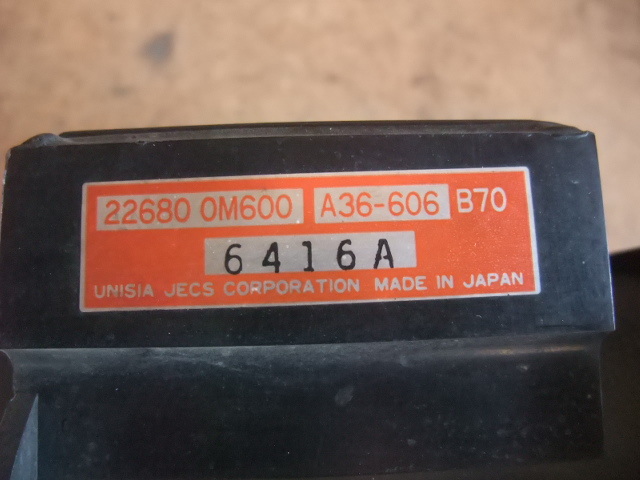 22680 0M600 A36-606 B70
6416A
UNISIA JECS CORPORATION MADE IN JAPAN